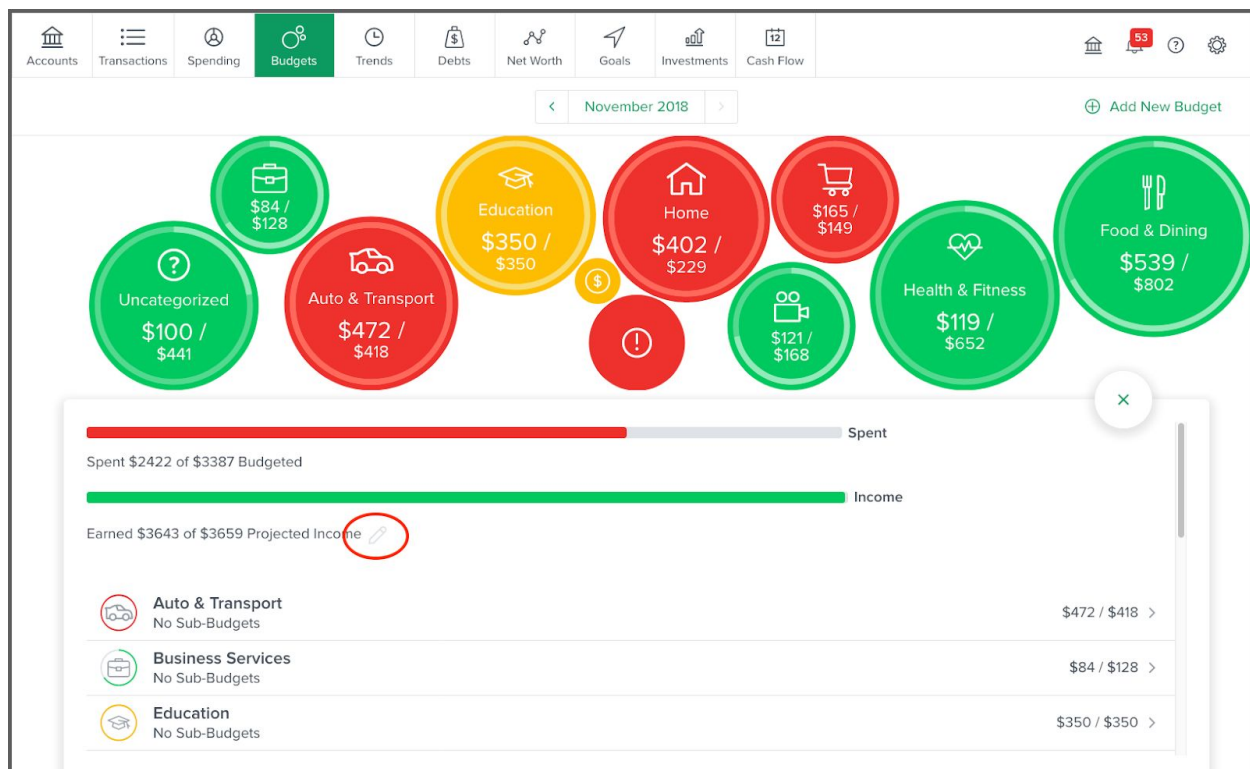 Accounts
Transactions
Spending
Budgets
Trends
Debts
Net Worth
Goals
Investments
12
Cash Flow
53
?
< November 2018 >
Add New Budget
$84 /
$128
?
Uncategorized
$100 /
$441
Auto & Transport
$472 /
$418
Education
$350 /
$350
$
Home
$402 /
$229
!
$165 /
$149
$121 /
$168
Health & Fitness
$119 /
$652
Food & Dining
$539 /
$802
×
Spent
Spent $2422 of $3387 Budgeted
Income
Earned $3643 of $3659 Projected Income
Auto & Transport
No Sub-Budgets
$472 / $418 >
Business Services
No Sub-Budgets
$84 / $128 >
Education
No Sub-Budgets
$350 / $350 >